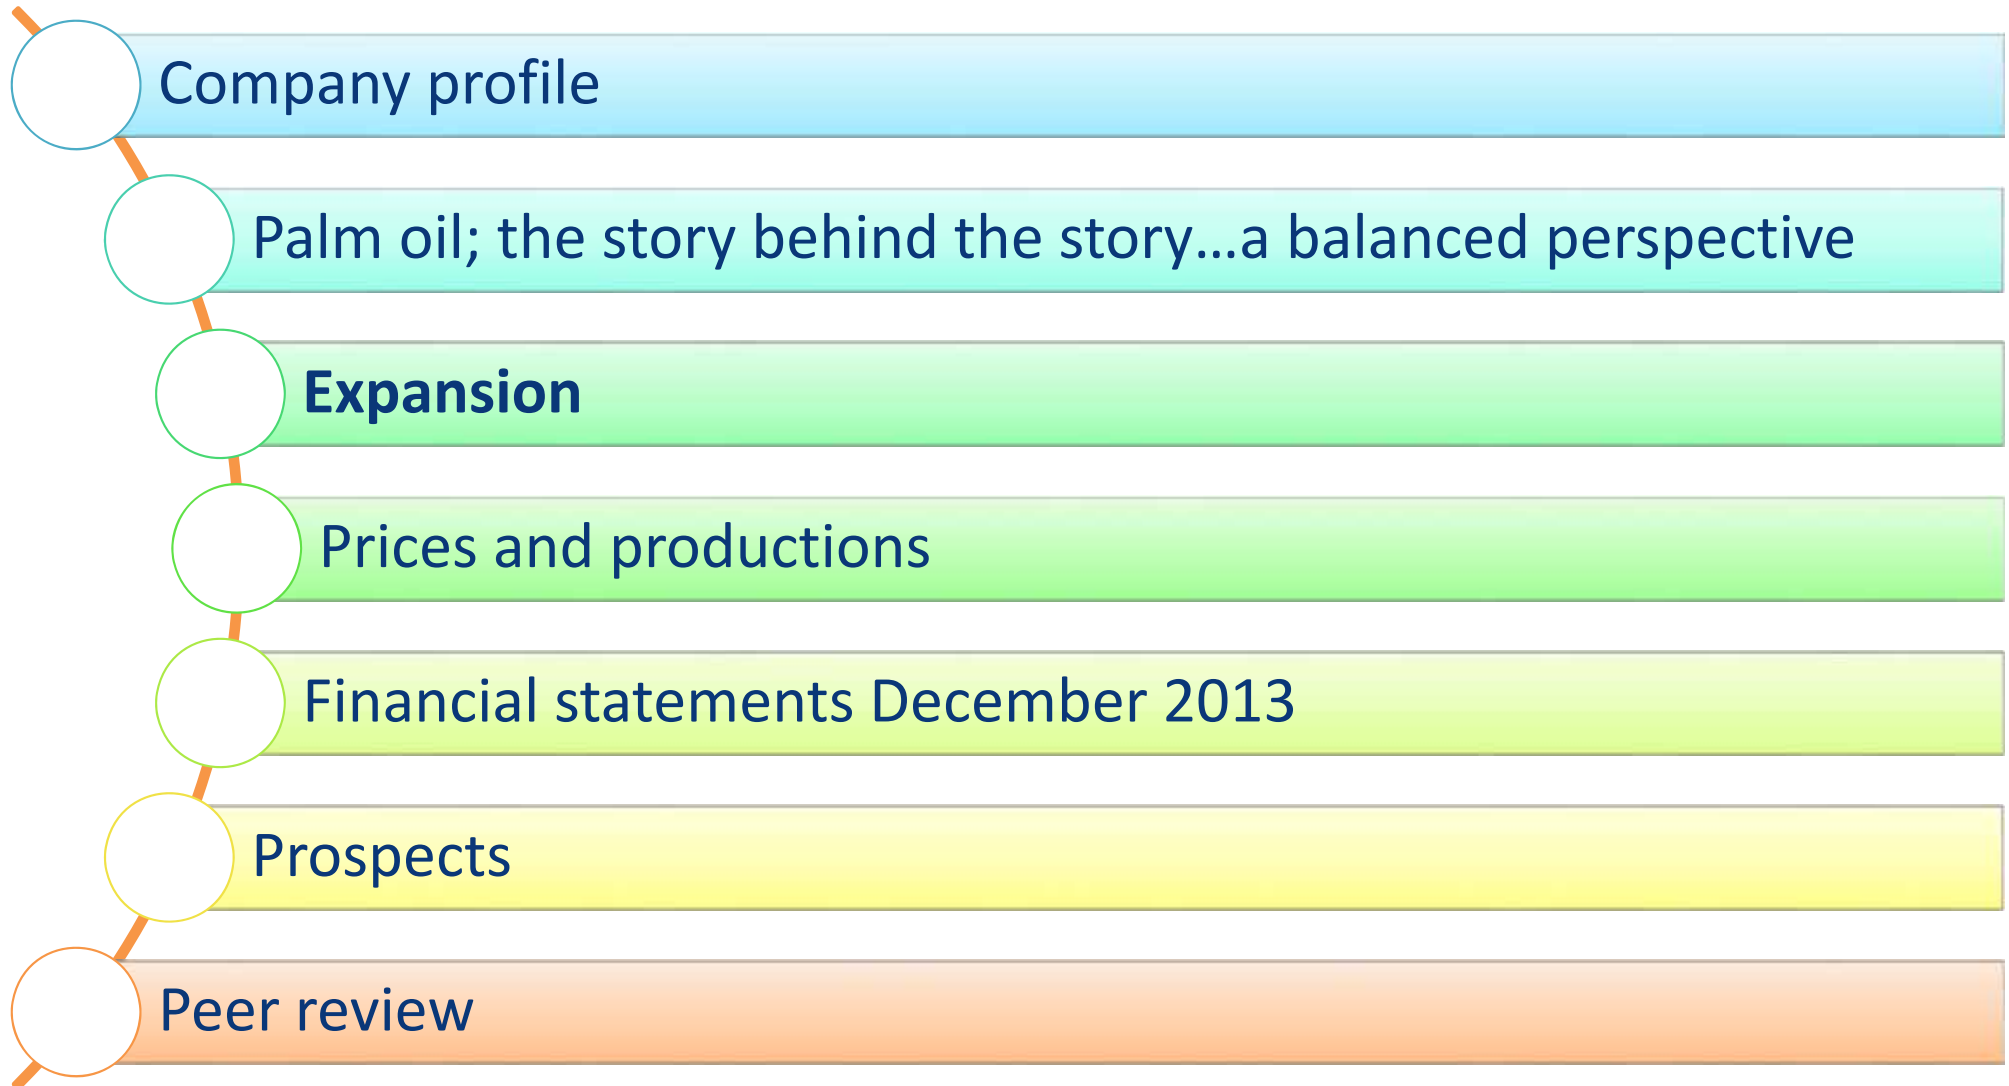 Company profile
Palm oil; the story behind the story...a balanced perspective
Expansion
Prices and productions
Financial statements December 2013
Prospects
Peer review